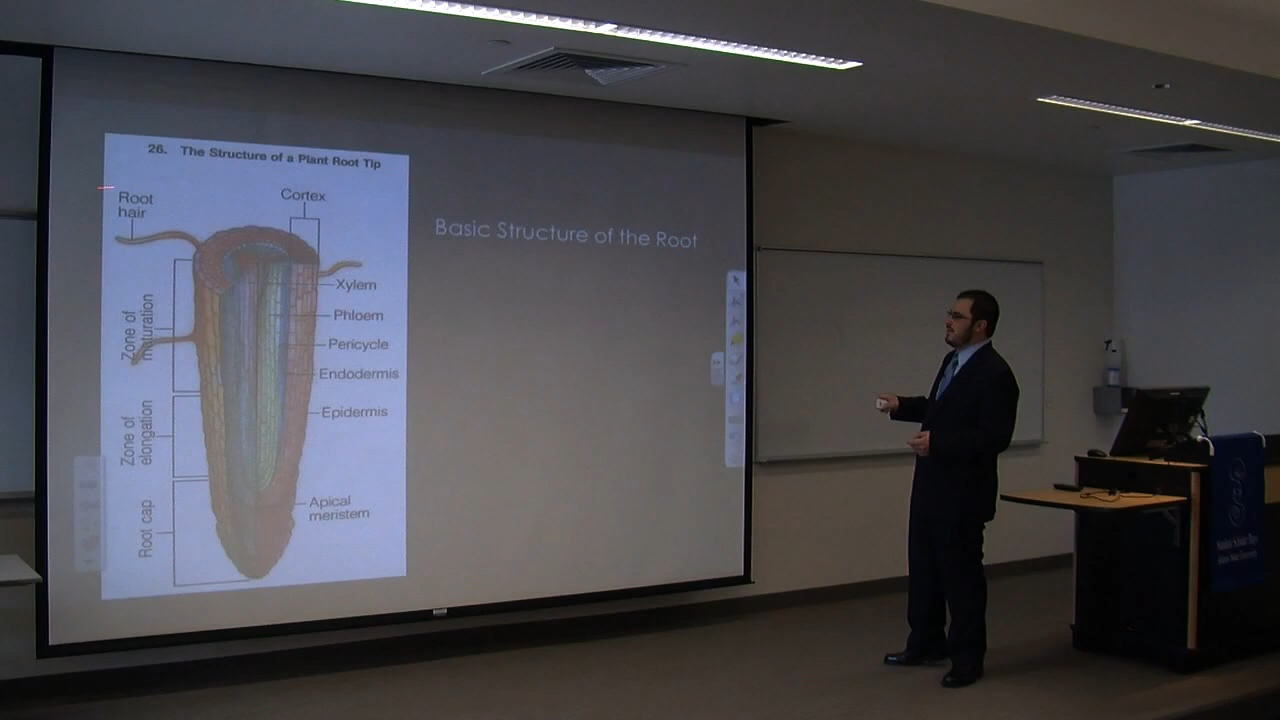 26. The Structure of a Plant Root Tip
Root
hair
Cortex
Basic Structure of the Root
Xylem
Phloem
Pericycle
Endodermis
Epidermis
Apical
meristem
Zone of
maturation
Zone of
elongation
Root cap